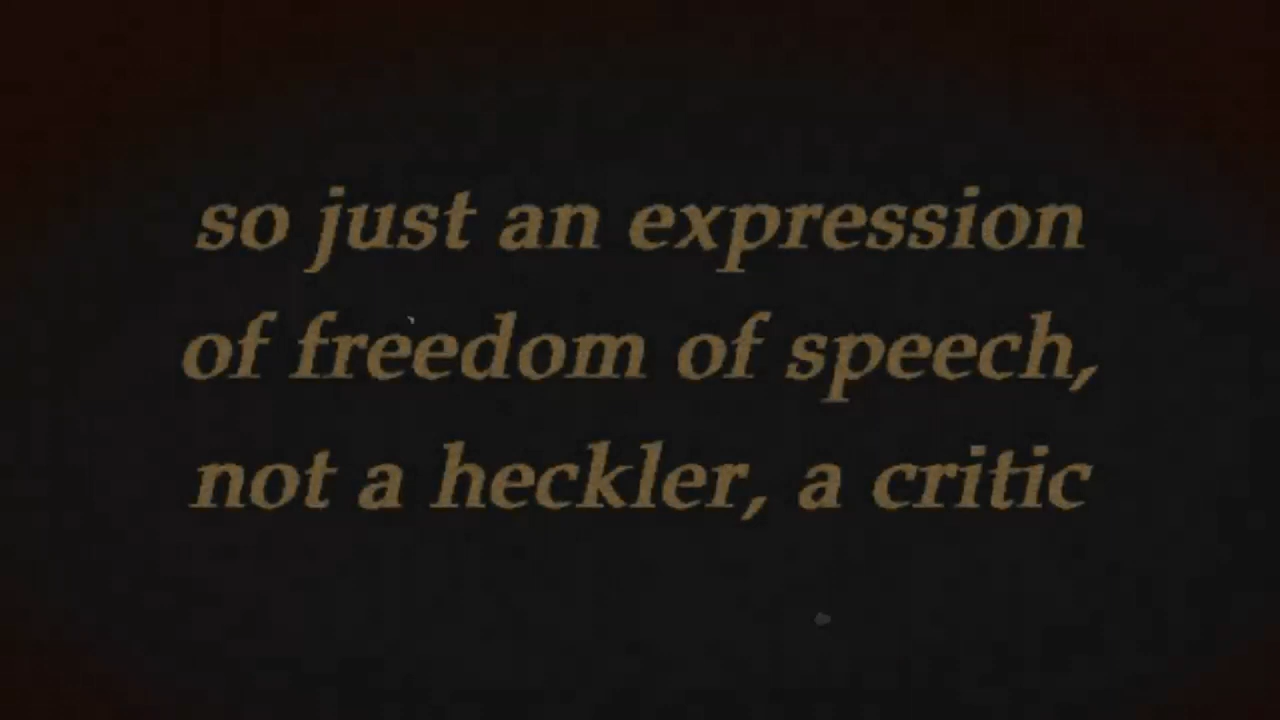 so just an expression
of freedom of speech,
not a heckler, a critic